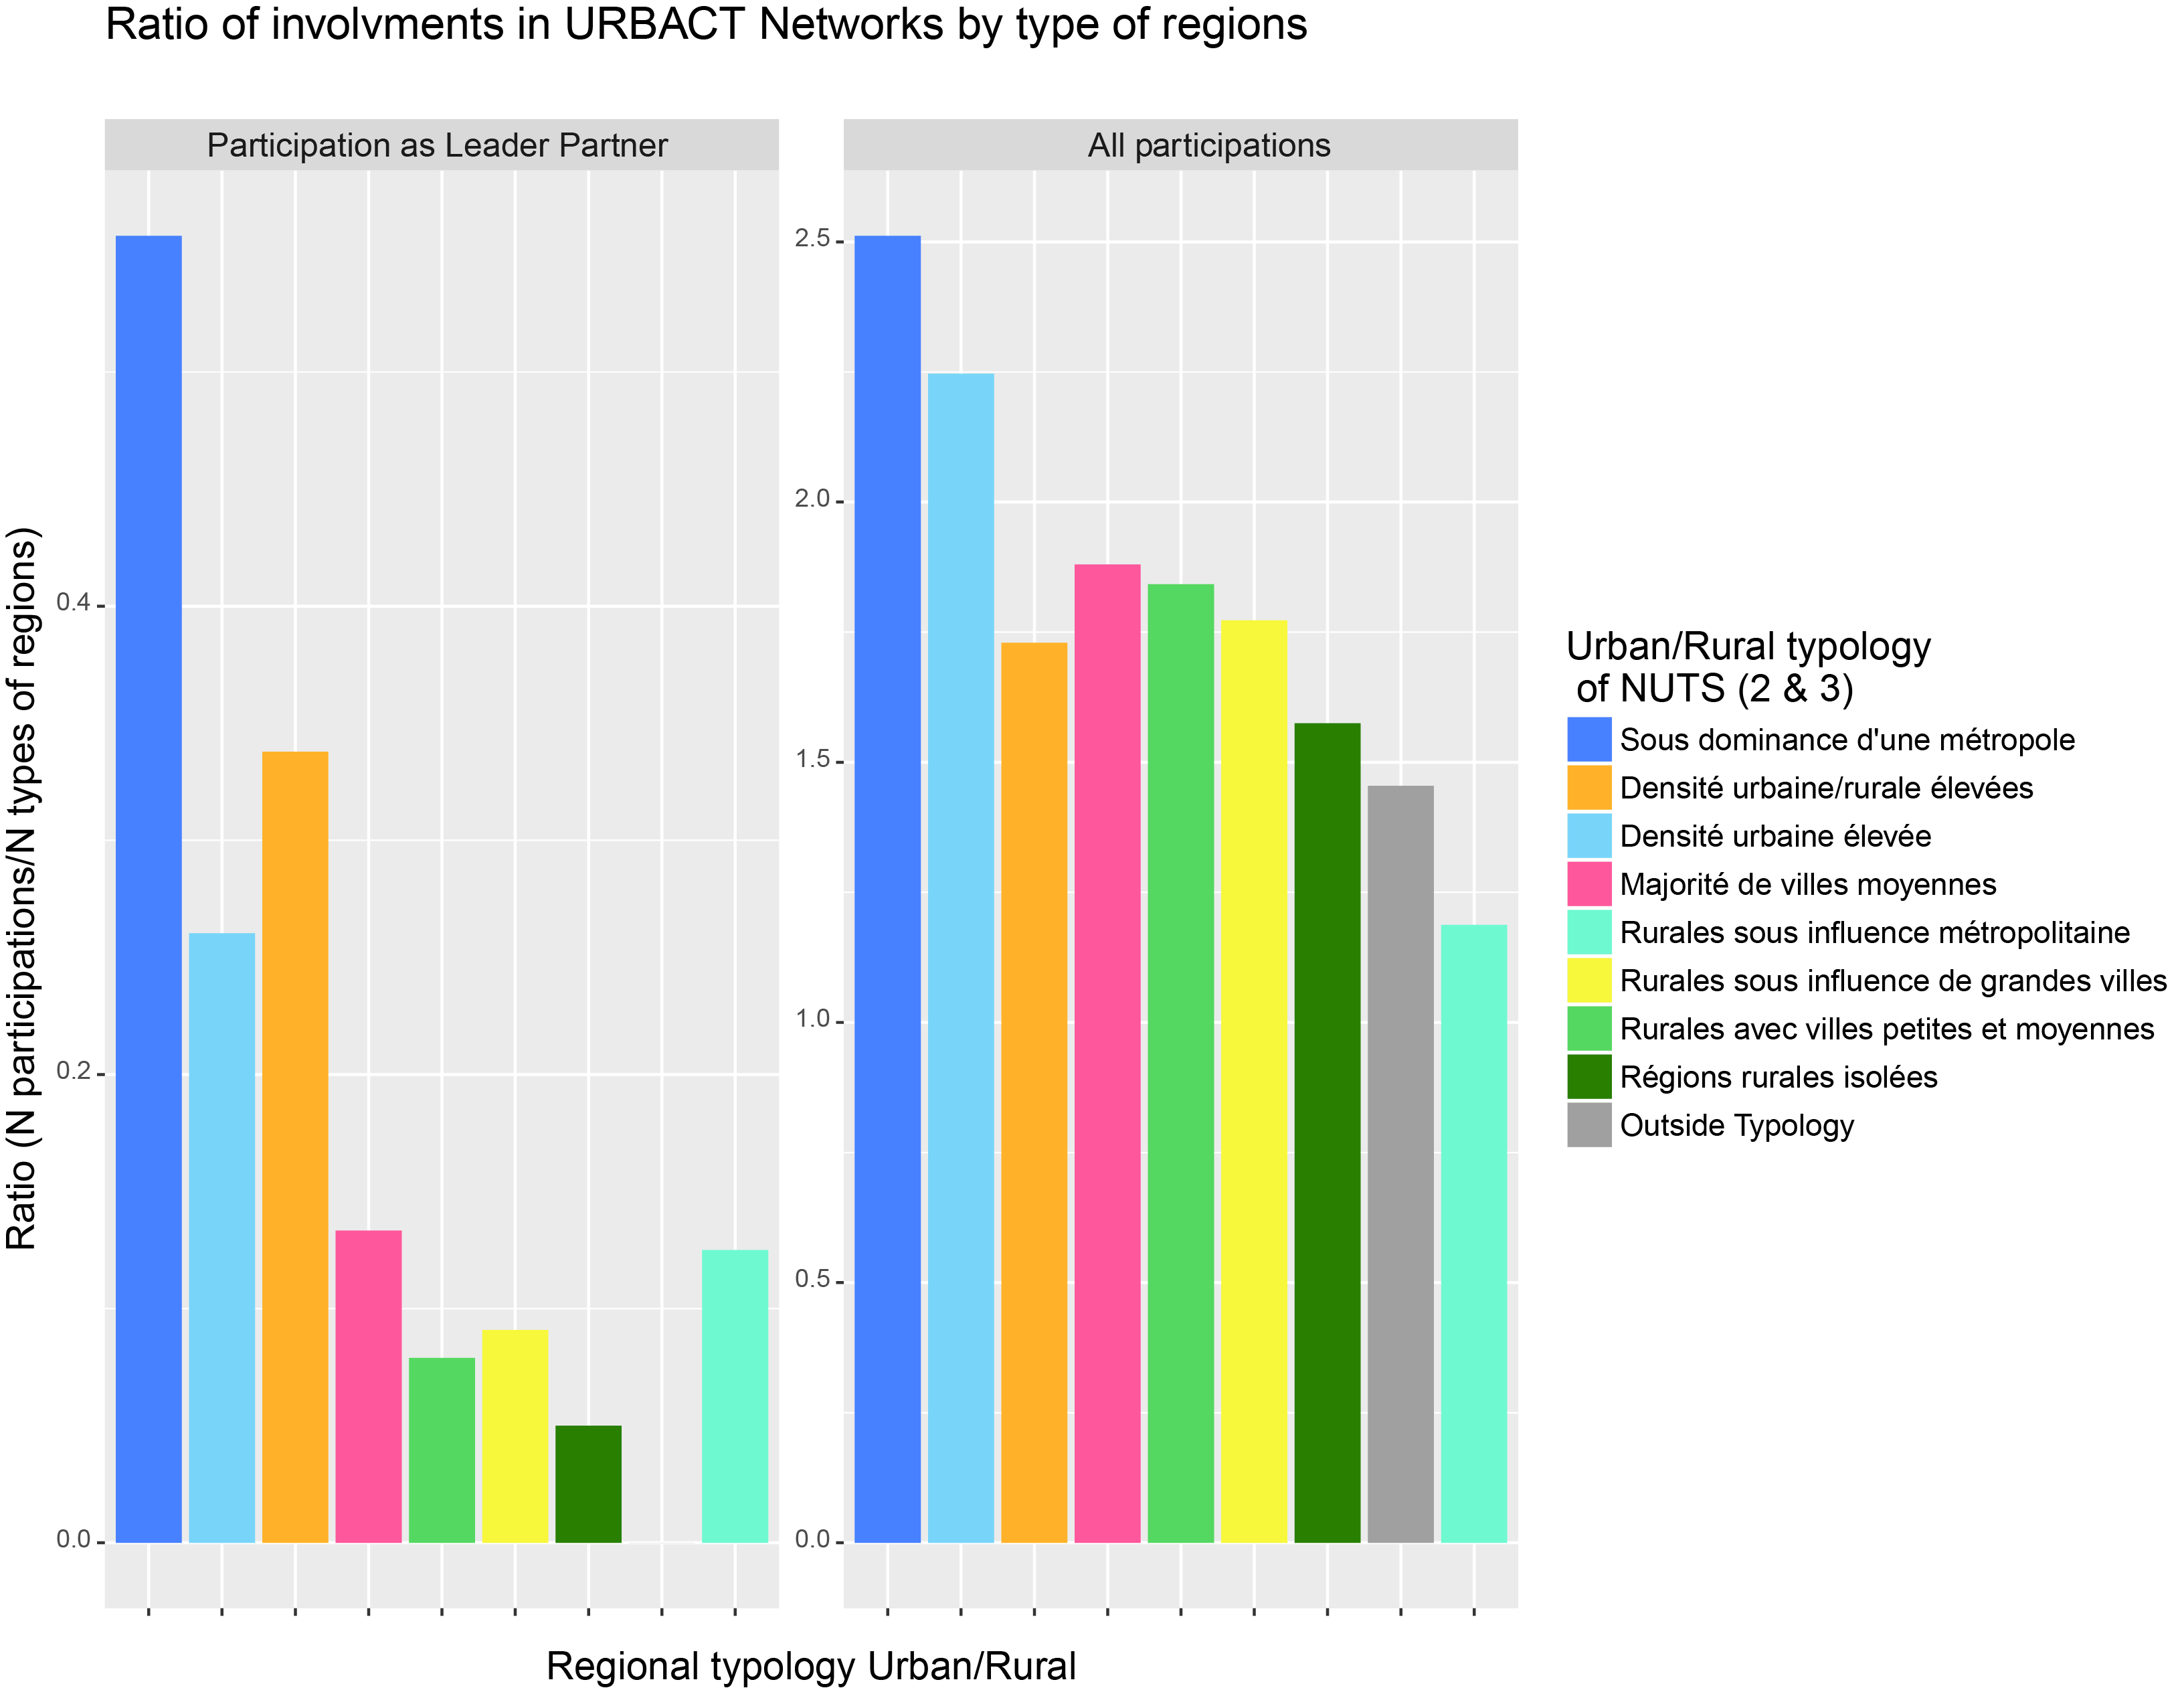 Ratio of involvments in URBACT Networks by type of regions
Participation as Leader Partner
All participations
Ratio (N participations/N types of regions)
0.4
0.2
0.0
2.5
2.0
1.5
1.0
0.5
0.0
Regional typology Urban/Rural
Urban/Rural typology
of NUTS (2 & 3)
Sous dominance d'une métropole
Densité urbaine/rurale élevées
Densité urbaine élevée
Majorité de villes moyennes
Rurales sous influence métropolitaine
Rurales sous influence de grandes villes
Rurales avec villes petites et moyennes
Régions rurales isolées
Outside Typology